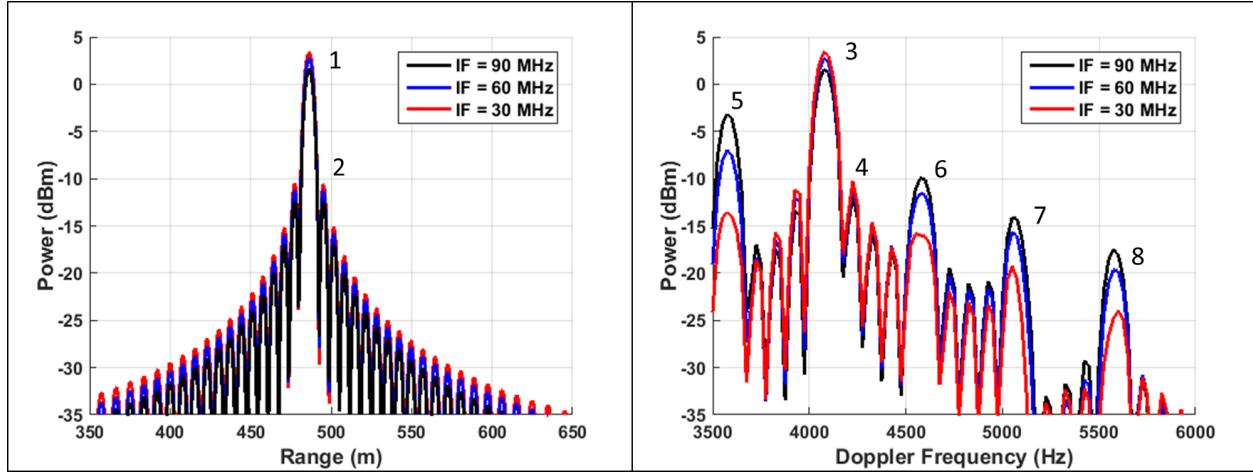 5
0
-5
-10
-15
-20
-25
-30
-35
Power (dBm)
350 400 450 500 550 600 650
Range (m)
1
2
IF = 90 MHz
IF = 60 MHz
IF = 30 MHz
5
0
-5
-10
-15
-20
-25
-30
-35
Power (dBm)
3500 4000 4500 5000 5500 6000
Doppler Frequency (Hz)
3
5
4
6
7
8
IF = 90 MHz
IF = 60 MHz
IF = 30 MHz